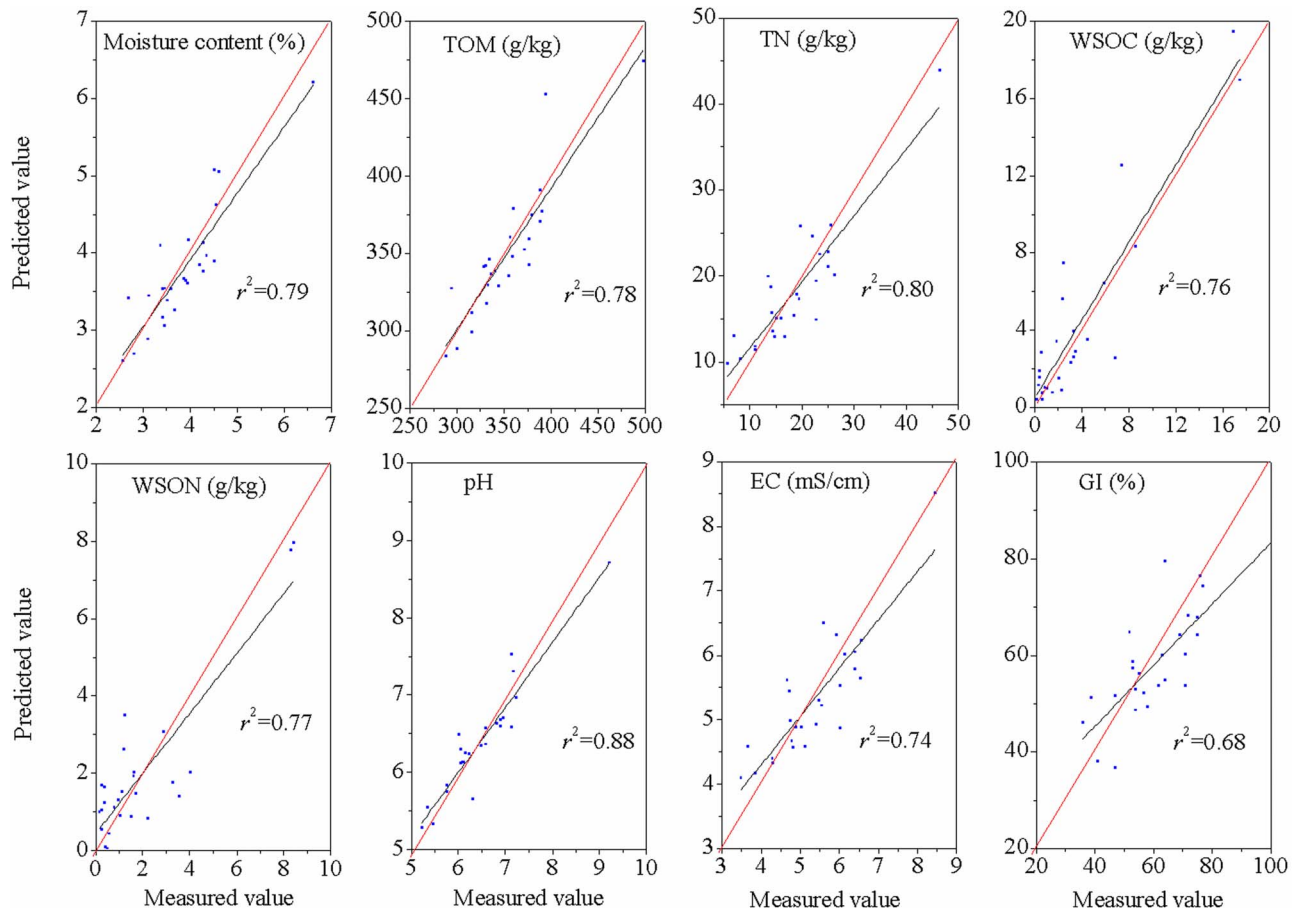 Moisture content (%)
TOM (g/kg)
TN (g/kg)
WSOC (g/kg)
7
6
5
4
3
2
2 3 4 5 6 7
r²=0.79
500
450
400
350
300
250
250 300 350 400 450 500
r²=0.78
50
40
30
20
10
10 20 30 40 50
r²=0.80
20
16
12
8
4
0
0 4 8 12 16 20
r²=0.76
Predicted value
WSON (g/kg)
pH
EC (mS/cm)
GI (%)
10
8
6
4
2
0
0 2 4 6 8 10
r²=0.77
10
9
8
7
6
5
5 6 7 8 9 10
r²=0.88
9
8
7
6
5
4
3
3 4 5 6 7 8 9
r²=0.74
100
80
60
40
20
20 40 60 80 100
r²=0.68
Predicted value
Measured value
Measured value
Measured value
Measured value